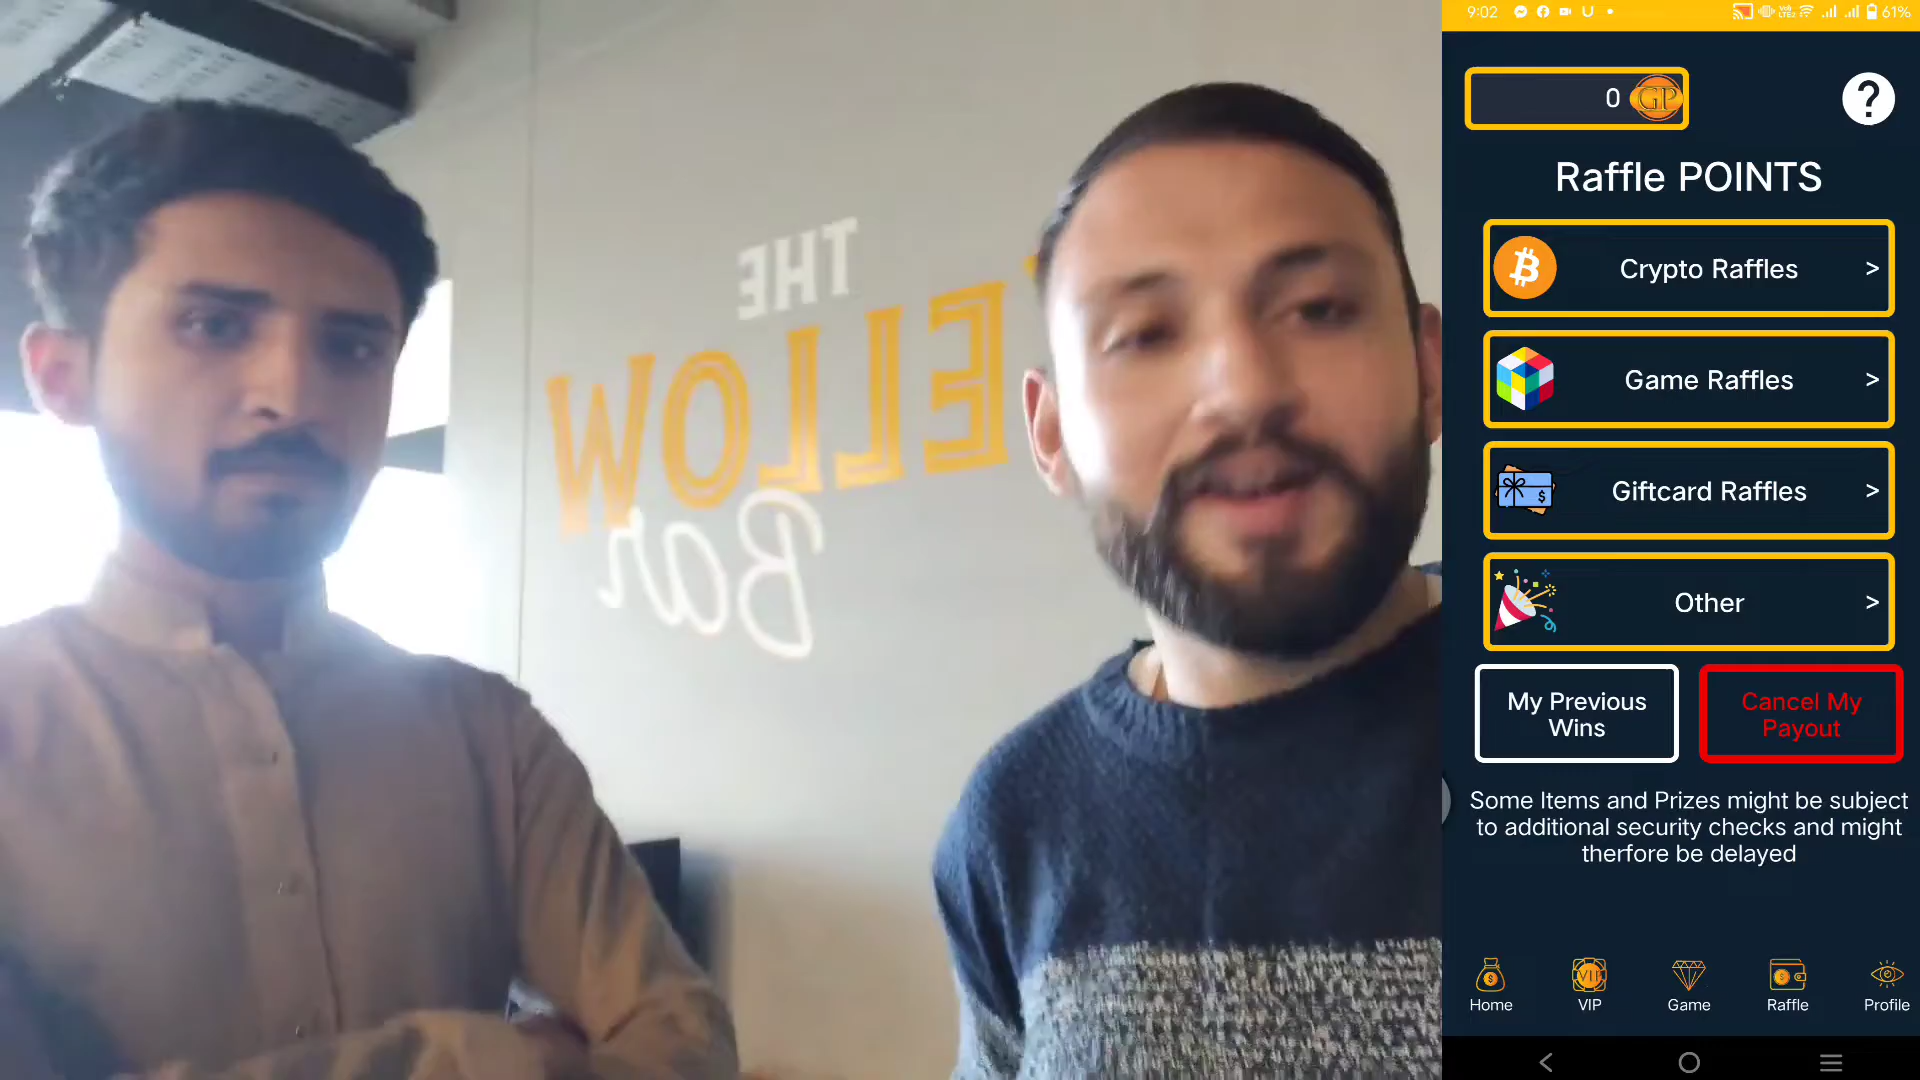 THE
YELLOW
Bar
9:02
61%
0 GP
?
Raffle POINTS
Crypto Raffles >
Game Raffles >
Giftcard Raffles >
Other >
My Previous
Wins
Cancel My
Payout
Some Items and Prizes might be subject
to additional security checks and might
therfore be delayed
Home
VIP
Game
Raffle
Profile